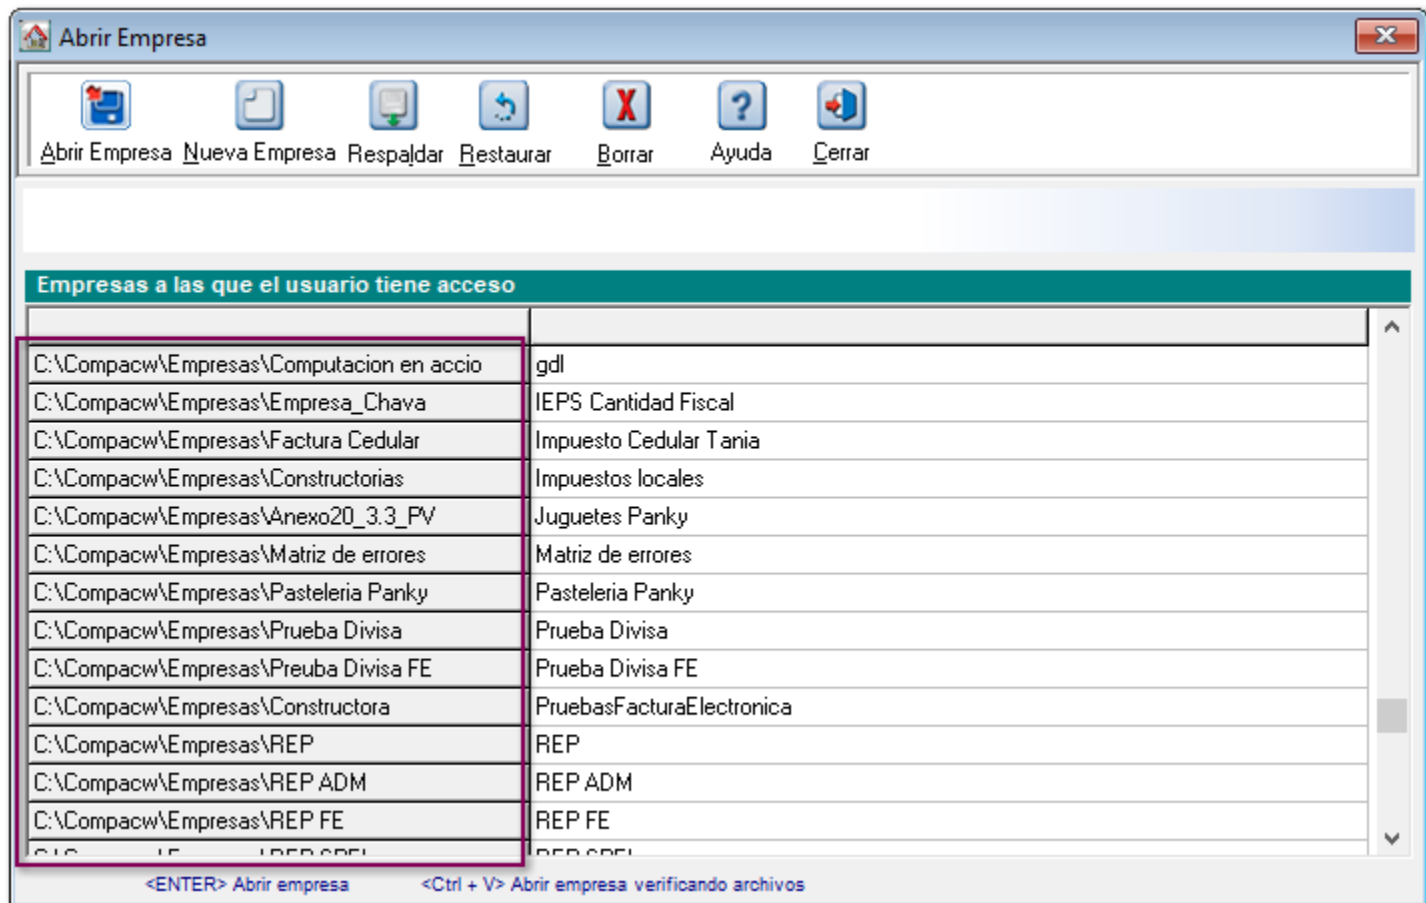 Abrir Empresa
Abrir Empresa Nueva Empresa Respaldar Restaurar Borrar Ayuda Cerrar
Empresas a las que el usuario tiene acceso
C:\Compacw\Empresas\Computacion en accio gdl
C:\Compacw\Empresas\Empresa_Chava IEPS Cantidad Fiscal
C:\Compacw\Empresas\Factura Cedular Impuesto Cedular Tania
C:\Compacw\Empresas\Constructorias Impuestos locales
C:\Compacw\Empresas\Anexo20_3.3_PV Juguetes Panky
C:\Compacw\Empresas\Matriz de errores Matriz de errores
C:\Compacw\Empresas\Pasteleria Panky Pasteleria Panky
C:\Compacw\Empresas\Prueba Divisa Prueba Divisa
C:\Compacw\Empresas\Preuba Divisa FE Prueba Divisa FE
C:\Compacw\Empresas\Constructora PruebasFacturaElectronica
C:\Compacw\Empresas\REP REP
C:\Compacw\Empresas\REP ADM REP ADM
C:\Compacw\Empresas\REP FE REP FE
<ENTER> Abrir empresa <Ctrl + V> Abrir empresa verificando archivos